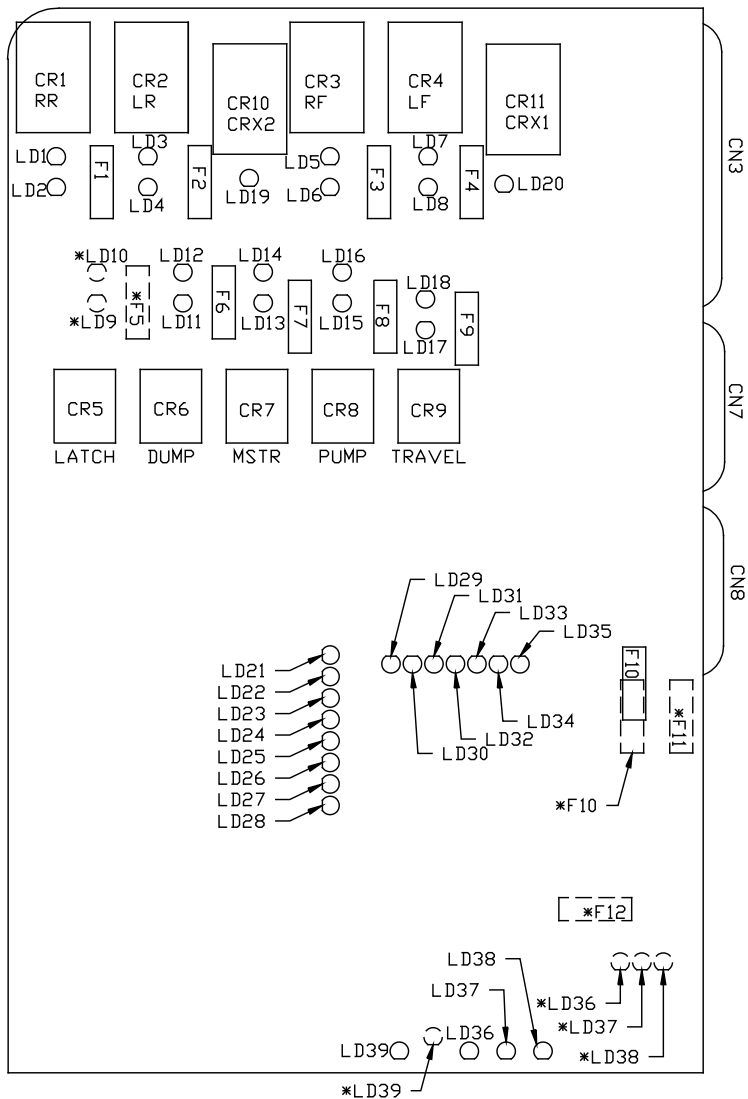 CR1
RR
CR2
LR
CR10
CRX2
CR3
RF
CR4
LF
CR11
CRX1
CN3
LD1
LD2
F1
LD3
LD4
F2
LD19
LD5
LD6
F3
LD7
LD8
F4
LD20
*LD10
*LD9
*F5
LD12
LD11
F6
LD14
LD13
F7
LD16
LD15
F8
LD18
LD17
F9
CN7
CR5
LATCH
CR6
DUMP
CR7
MSTR
CR8
PUMP
CR9
TRAVEL
CN8
LD29
LD31
LD33
LD35
LD21
LD22
LD23
LD24
LD25
LD26
LD27
LD28
LD34
LD32
LD30
F10
*F11
*F10
*F12
LD38
LD37
LD36
LD39
*LD39
*LD36
*LD37
*LD38